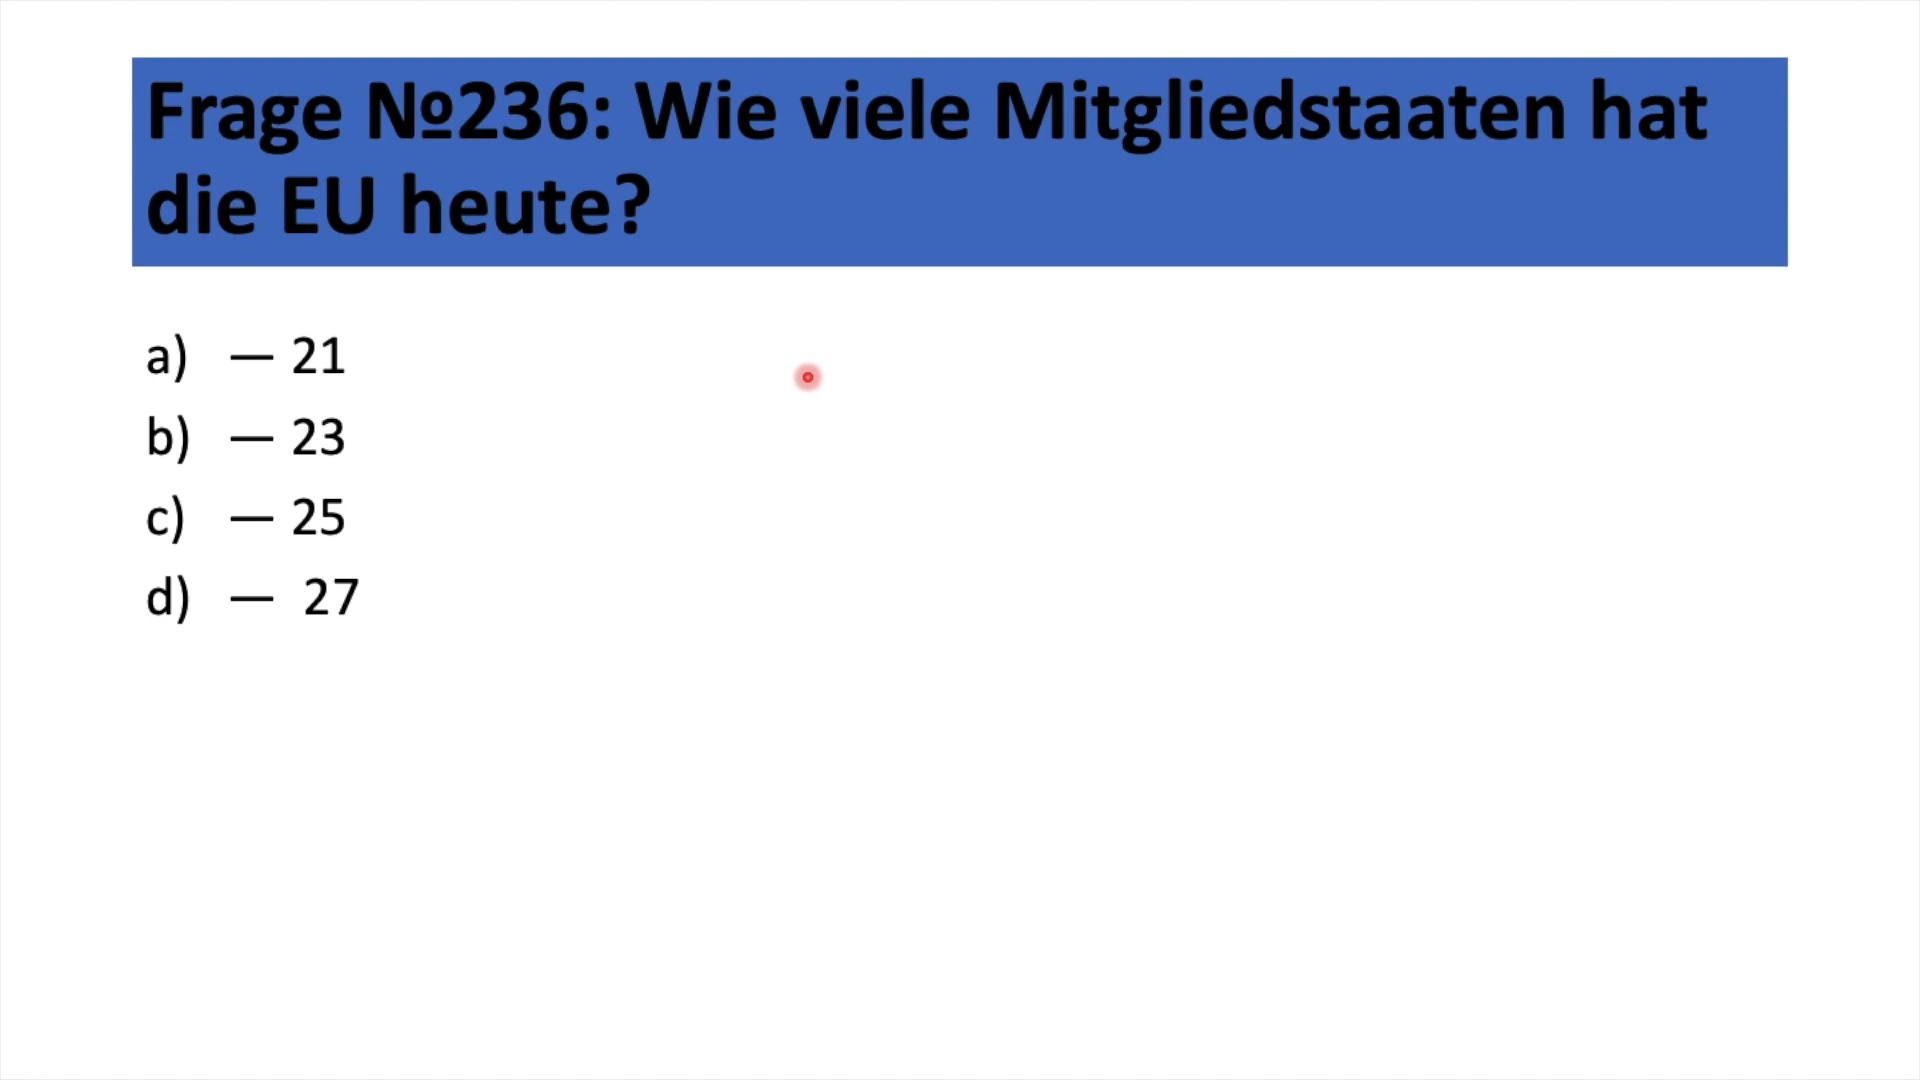 Frage №236: Wie viele Mitgliedstaaten hat
die EU heute?
a) — 21
b) — 23
c) — 25
d) — 27